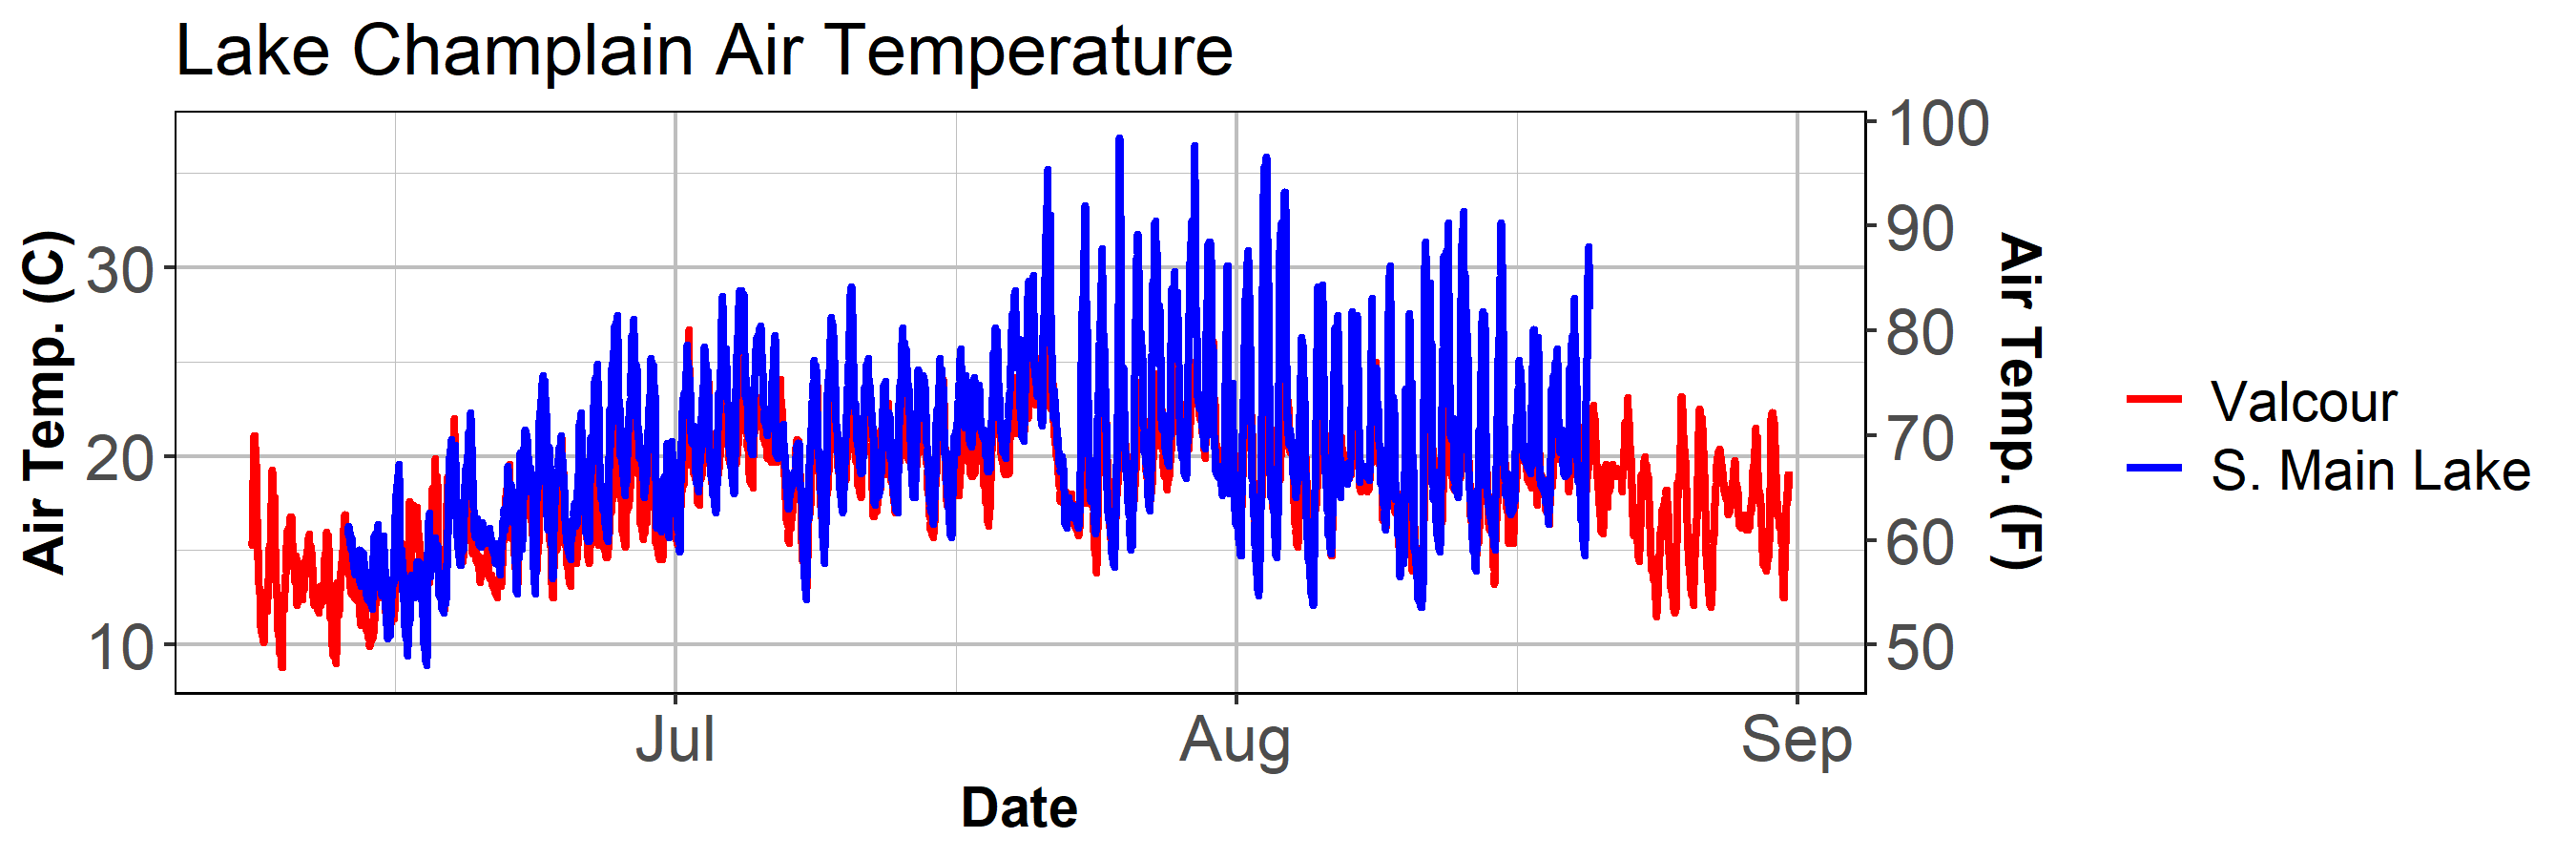 Lake Champlain Air Temperature
Air Temp. (C)
30
20
10
100
90
80
70
60
50
Air Temp. (F)
Jul
Aug
Sep
Date
Valcour
S. Main Lake